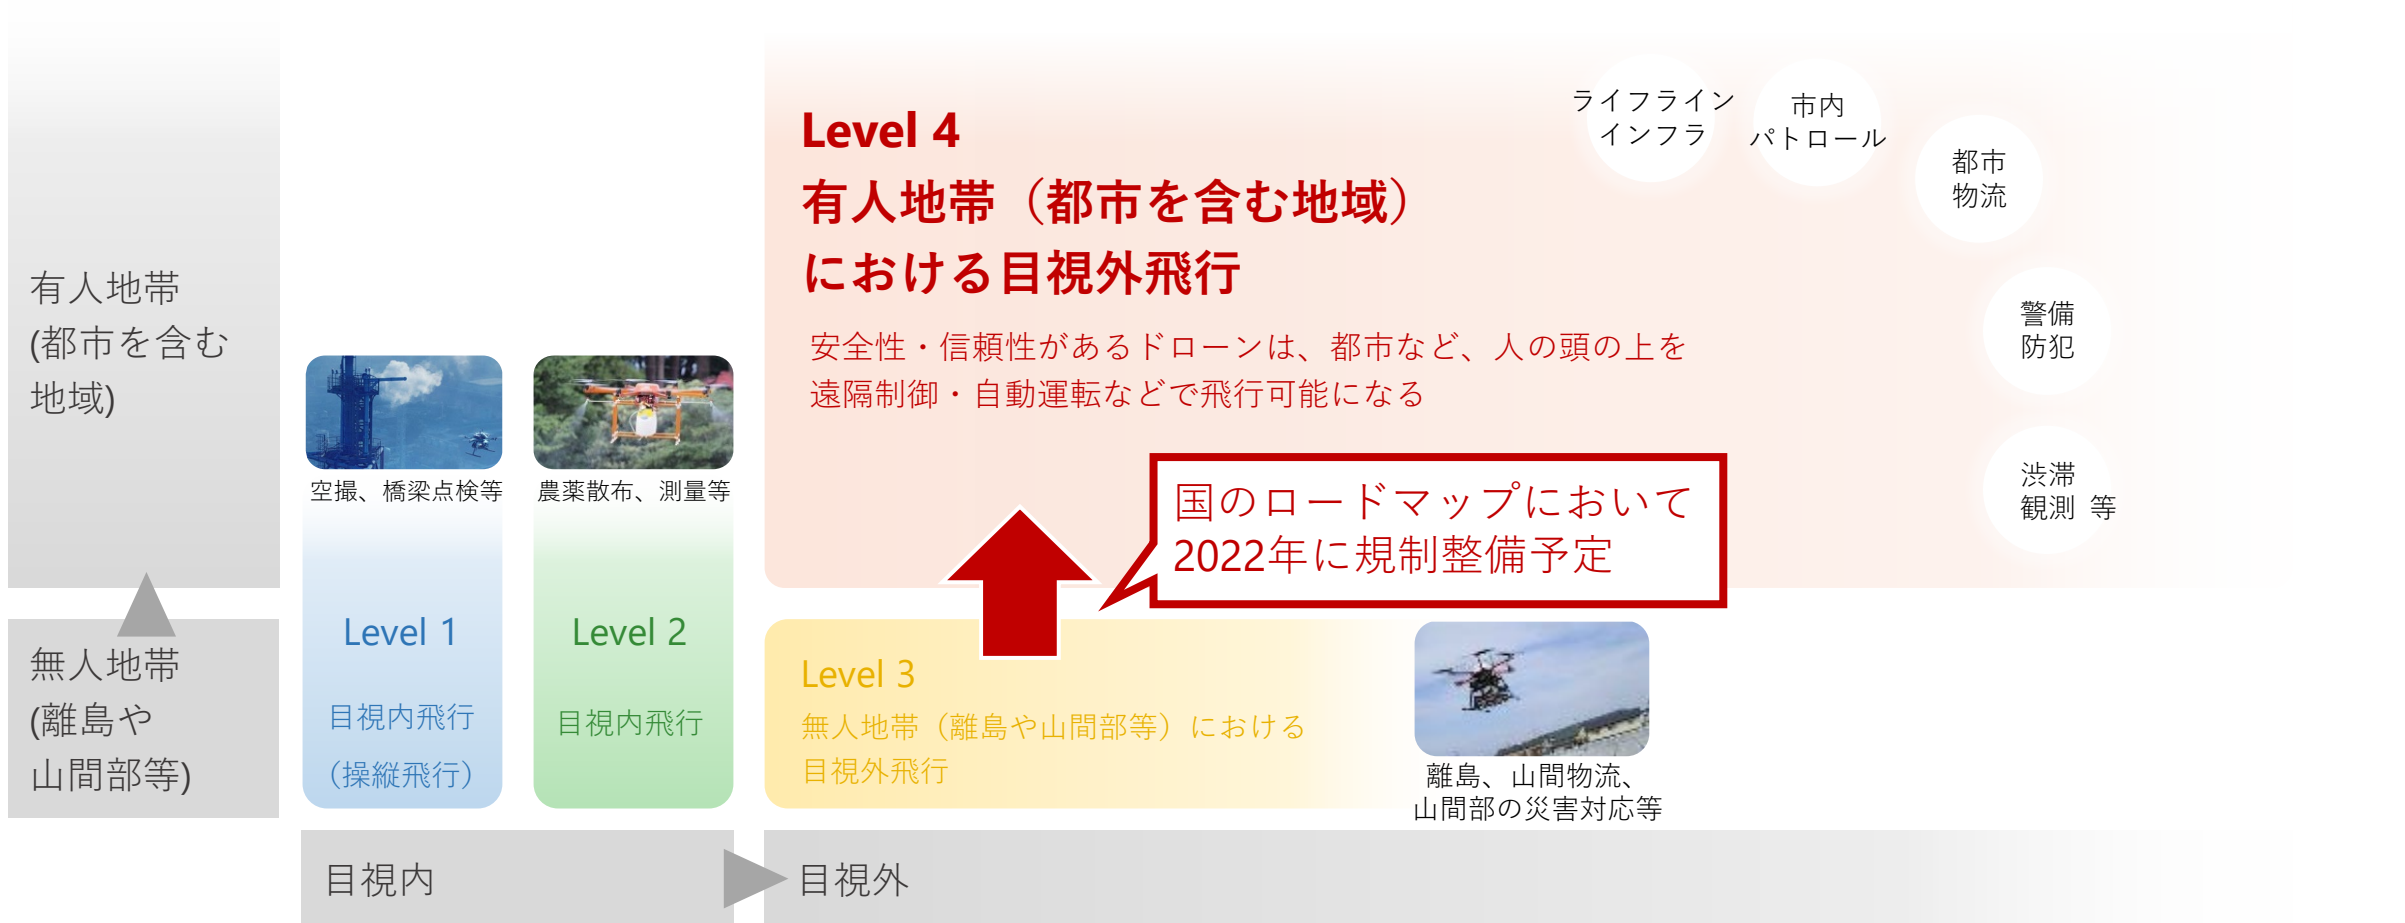 有人地帯
(都市を含む
地域)
無人地帯
(離島や
山間部等)
空撮、橋梁点検等
Level 1
目視内飛行
（操縦飛行）
農薬散布、測量等
Level 2
目視内飛行
Level 4
有人地帯（都市を含む地域）
における目視外飛行
安全性・信頼性があるドローンは、都市など、人の頭の上を
遠隔制御・自動運転などで飛行可能になる
ライフライン
インフラ
市内
パトロール
都市
物流
警備
防犯
渋滞
観測 等
国のロードマップにおいて
2022年に規制整備予定
Level 3
無人地帯（離島や山間部等）における
目視外飛行
離島、山間物流、
山間部の災害対応等
目視内
目視外